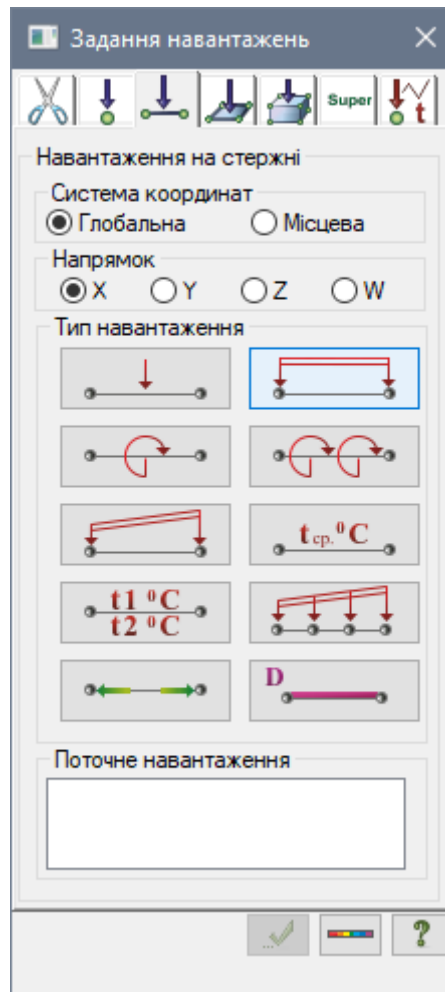 Задання навантажень
Super
t
Навантаження на стержні
Система координат
Глобальна Місцева
Напрямок
X Y Z W
Тип навантаження
t ср. ⁰C
t1 ⁰C
t2 ⁰C
D
Поточне навантаження
...
?